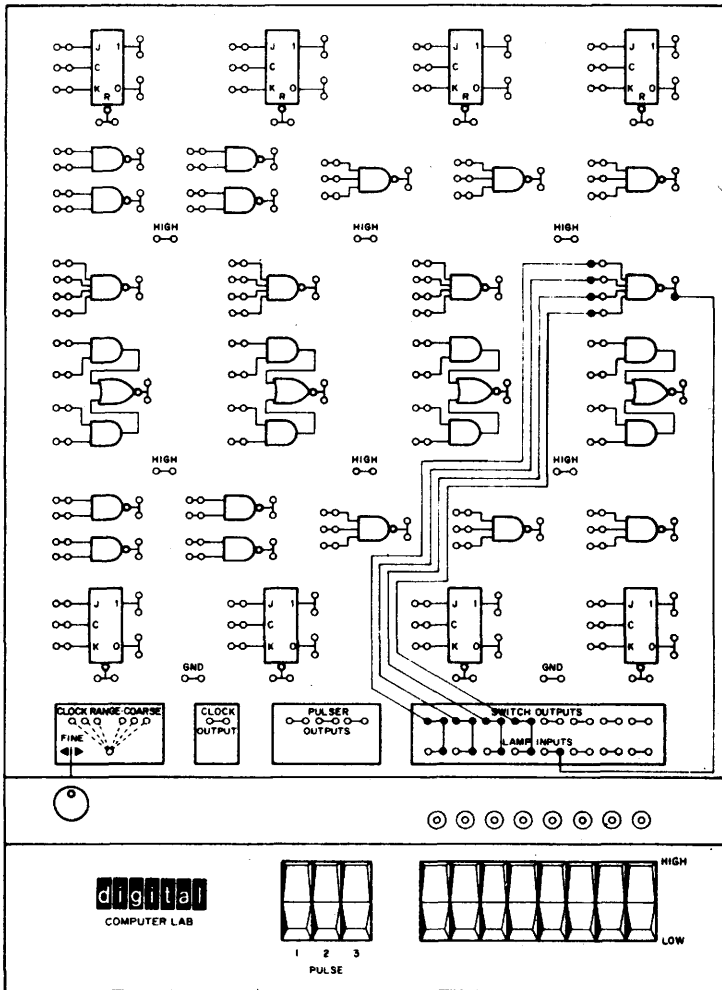 J 1 J 1 J 1 J 1
C C C C
K 0 K 0 K 0 K 0
R R R R
HIGH HIGH HIGH
HIGH HIGH HIGH
J 1 J 1 J 1 J 1
C C C C
K 0 K 0 K 0 K 0
GND GND
CLOCK RANGE-COARSE
FINE
CLOCK
OUTPUT
PULSER
OUTPUTS
SWITCH OUTPUTS
LAMP INPUTS
digital
COMPUTER LAB
1 2 3
PULSE
HIGH
LOW